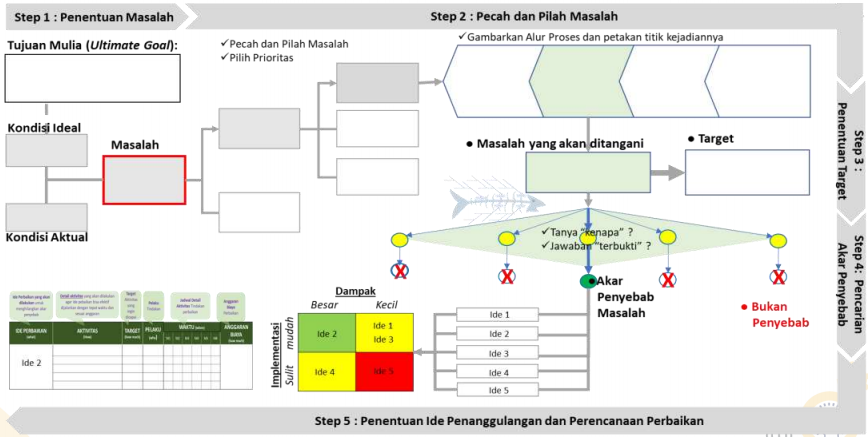 Step 1 : Penentuan Masalah
Step 2 : Pecah dan Pilah Masalah
Tujuan Mulia (Ultimate Goal):
✓Pecah dan Pilah Masalah
✓Pilih Prioritas
✓Gambarkan Alur Proses dan petakan titik kejadiannya
Kondisi Ideal
Masalah
Kondisi Aktual
● Masalah yang akan ditangani
● Target
Step 3 :
Penentuan Target
✓Tanya "kenapa" ?
✓Jawaban "terbukti" ?
X
X
X
X
●Akar
Penyebab
Masalah
● Bukan
Penyebab
Step 4: Pencarian
Akar Penyebab
Dampak
Besar
Kecil
Implementasi
mudah
Sulit
Ide 2
Ide 1
Ide 3
Ide 4
Ide 5
Ide 1
Ide 2
Ide 3
Ide 4
Ide 5
IDE PERBAIKAN
AKTIVITAS
TARGET
PELAKU
WAKTU
ANGGARAN
BIAYA
Ide 2
Step 5 : Penentuan Ide Penanggulangan dan Perencanaan Perbaikan